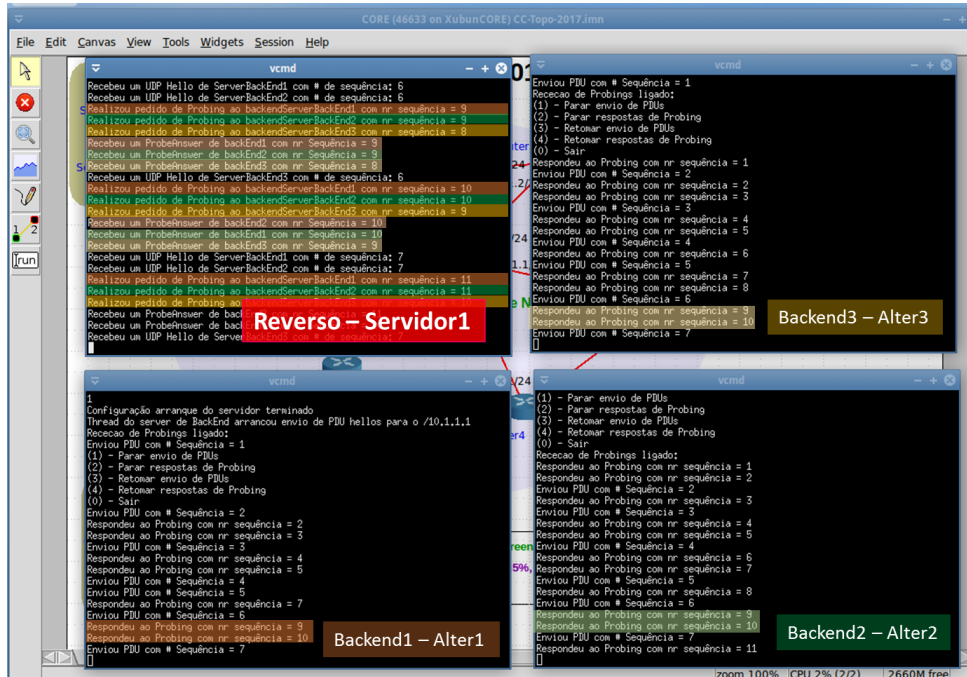 CORE (46633 on XubunCORE) CC-Topo-2017.imn
File Edit Canvas View Tools Widgets Session Help
vcmd
Recebeu um UDP Hello de ServerBackEnd1 com # de sequência: 6
Recebeu um UDP Hello de ServerBackEnd2 com # de sequência: 6
Realizou pedido de Probing ao backendServerBackEnd1 com nr sequência = 9
Realizou pedido de Probing ao backendServerBackEnd2 com nr sequência = 9
Realizou pedido de Probing ao backendServerBackEnd3 com nr sequência = 8
Recebeu um ProbeAnswer de backEnd1 com nr Sequência = 9
Recebeu um ProbeAnswer de backEnd2 com nr Sequência = 9
Recebeu um ProbeAnswer de backEnd3 com nr Sequência = 8
Recebeu um UDP Hello de ServerBackEnd3 com # de sequência: 6
Realizou pedido de Probing ao backendServerBackEnd1 com nr sequência = 10
Realizou pedido de Probing ao backendServerBackEnd2 com nr sequência = 10
Realizou pedido de Probing ao backendServerBackEnd3 com nr sequência = 9
Recebeu um ProbeAnswer de backEnd2 com nr Sequência = 10
Recebeu um ProbeAnswer de backEnd1 com nr Sequência = 10
Recebeu um ProbeAnswer de backEnd3 com nr Sequência = 9
Recebeu um UDP Hello de ServerBackEnd1 com # de sequência: 7
Recebeu um UDP Hello de ServerBackEnd2 com # de sequência: 7
Realizou pedido de Probing ao backendServerBackEnd1 com nr sequência = 11
Realizou pedido de Probing ao backendServerBackEnd2 com nr sequência = 11
Realizou pedido de Probing ao
Recebeu um ProbeAnswer de
Recebeu um ProbeAnswer de
Recebeu um UDP Hello de
Reverso – Servidor1
vcmd
Enviou PDU com # Sequência = 1
Rececao de Probings ligado:
(1) - Parar envio de PDUs
(2) - Parar respostas de Probing
(3) - Retomar envio de PDUs
(4) - Retomar respostas de Probing
(0) - Sair
Respondeu ao Probing com nr sequência = 1
Enviou PDU com # Sequência = 2
Respondeu ao Probing com nr sequência = 2
Respondeu ao Probing com nr sequência = 3
Enviou PDU com # Sequência = 3
Respondeu ao Probing com nr sequência = 4
Respondeu ao Probing com nr sequência = 5
Enviou PDU com # Sequência = 4
Respondeu ao Probing com nr sequência = 6
Enviou PDU com # Sequência = 5
Respondeu ao Probing com nr sequência = 7
Respondeu ao Probing com nr sequência = 8
Enviou PDU com # Sequência = 6
Respondeu ao Probing com nr sequência = 9
Respondeu ao Probing com nr sequência = 10
Enviou PDU com # Sequência = 7
Backend3 – Alter3
vcmd
1
Configuração arranque do servidor terminado
Thread do server de BackEnd arrancou envio de PDU hellos para o /10.1.1.1
Rececao de Probings ligado:
Enviou PDU com # Sequência = 1
(1) - Parar envio de PDUs
(2) - Parar respostas de Probing
(3) - Retomar envio de PDUs
(4) - Retomar respostas de Probing
(0) - Sair
Enviou PDU com # Sequência = 2
Respondeu ao Probing com nr sequência = 2
Respondeu ao Probing com nr sequência = 3
Enviou PDU com # Sequência = 3
Respondeu ao Probing com nr sequência = 4
Respondeu ao Probing com nr sequência = 5
Enviou PDU com # Sequência = 4
Enviou PDU com # Sequência = 5
Respondeu ao Probing com nr sequência = 7
Enviou PDU com # Sequência = 6
Respondeu ao Probing com nr sequência = 9
Respondeu ao Probing com nr sequência = 10
Enviou PDU com # Sequência = 7
Backend1 – Alter1
vcmd
(1) - Parar envio de PDUs
(2) - Parar respostas de Probing
(3) - Retomar envio de PDUs
(4) - Retomar respostas de Probing
(0) - Sair
Rececao de Probings ligado:
Respondeu ao Probing com nr sequência = 1
Respondeu ao Probing com nr sequência = 2
Enviou PDU com # Sequência = 2
Respondeu ao Probing com nr sequência = 3
Enviou PDU com # Sequência = 3
Respondeu ao Probing com nr sequência = 4
Respondeu ao Probing com nr sequência = 5
Enviou PDU com # Sequência = 4
Respondeu ao Probing com nr sequência = 6
Respondeu ao Probing com nr sequência = 7
Enviou PDU com # Sequência = 5
Respondeu ao Probing com nr sequência = 8
Enviou PDU com # Sequência = 6
Respondeu ao Probing com nr sequência = 9
Respondeu ao Probing com nr sequência = 10
Enviou PDU com # Sequência = 7
Respondeu ao Probing com nr sequência = 11
Backend2 – Alter2
zoom 100% CPU 2% (2/2) 2660M free